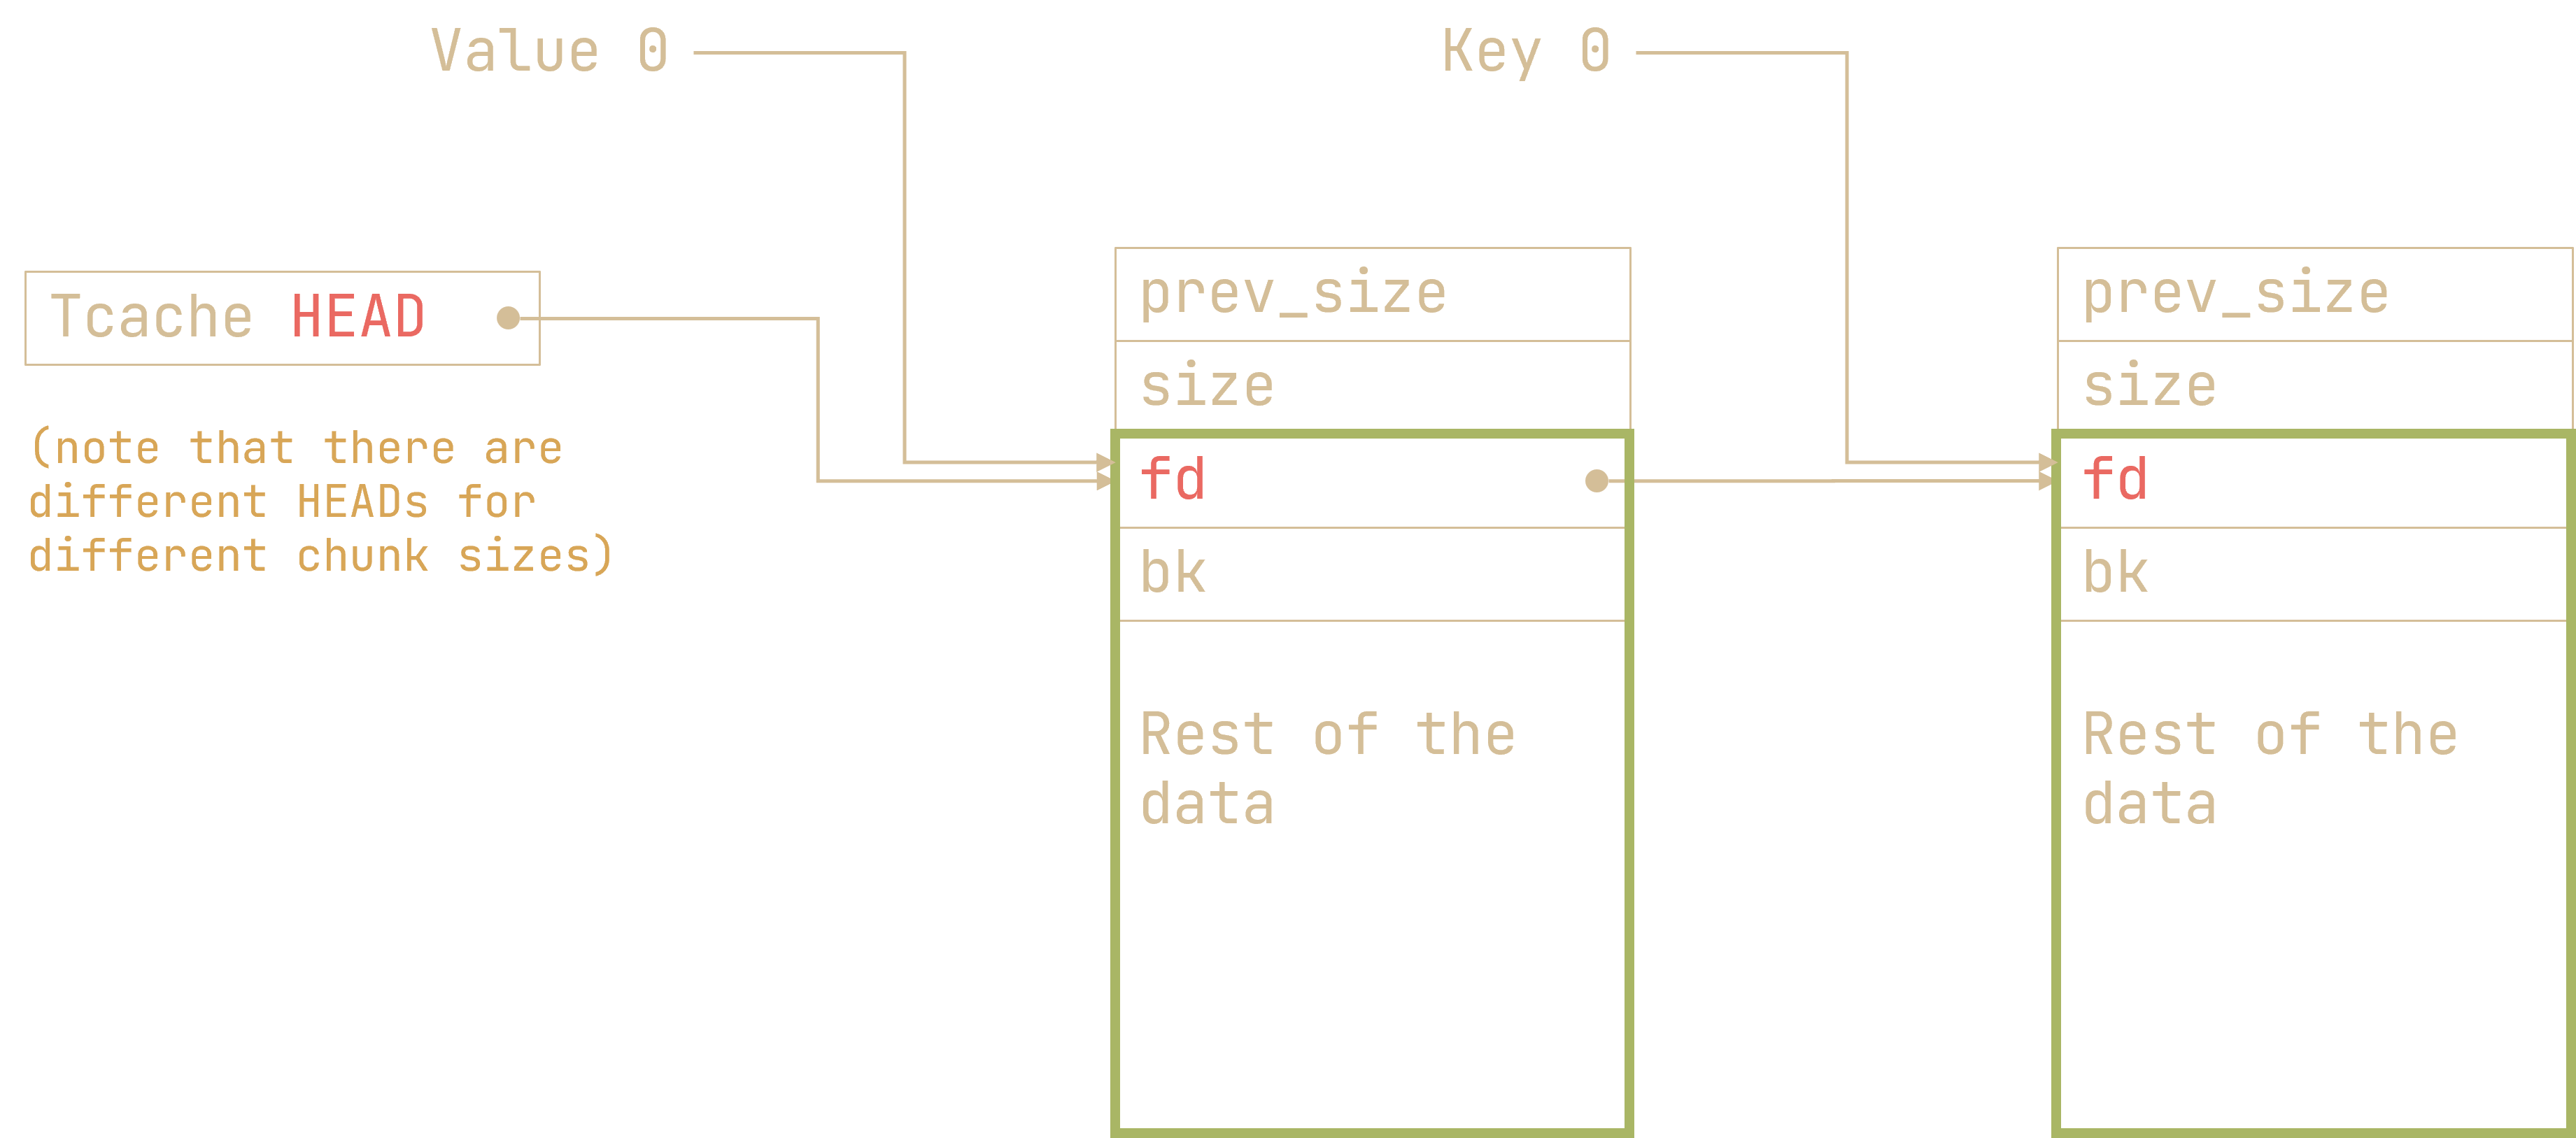 Value 0
Key 0
Tcache HEAD
(note that there are
different HEADs for
different chunk sizes)
prev_size
size
fd
bk
Rest of the
data
prev_size
size
fd
bk
Rest of the
data